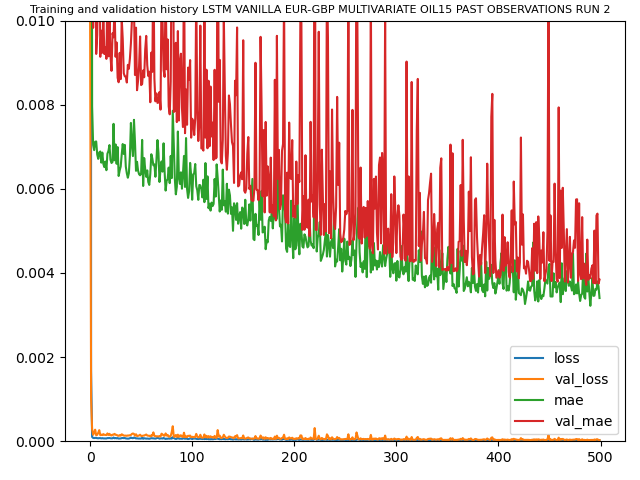 Training and validation history LSTM VANILLA EUR-GBP MULTIVARIATE OIL15 PAST OBSERVATIONS RUN 2
0.010
0.008
0.006
0.004
0.002
0.000
0 100 200 300 400 500
loss
val_loss
mae
val_mae